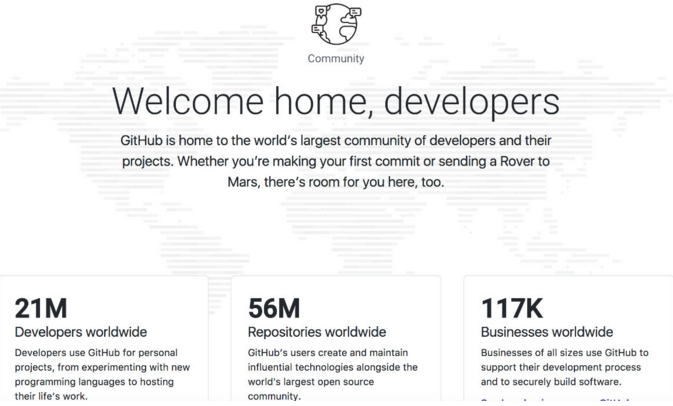 Community
Welcome home, developers
GitHub is home to the world's largest community of developers and their
projects. Whether you're making your first commit or sending a Rover to
Mars, there's room for you here, too.
21M
Developers worldwide
Developers use GitHub for personal
projects, from experimenting with new
programming languages to hosting
their life's work.
56M
Repositories worldwide
GitHub's users create and maintain
influential technologies alongside the
world's largest open source
community.
117K
Businesses worldwide
Businesses of all sizes use GitHub to
support their development process
and to securely build software.